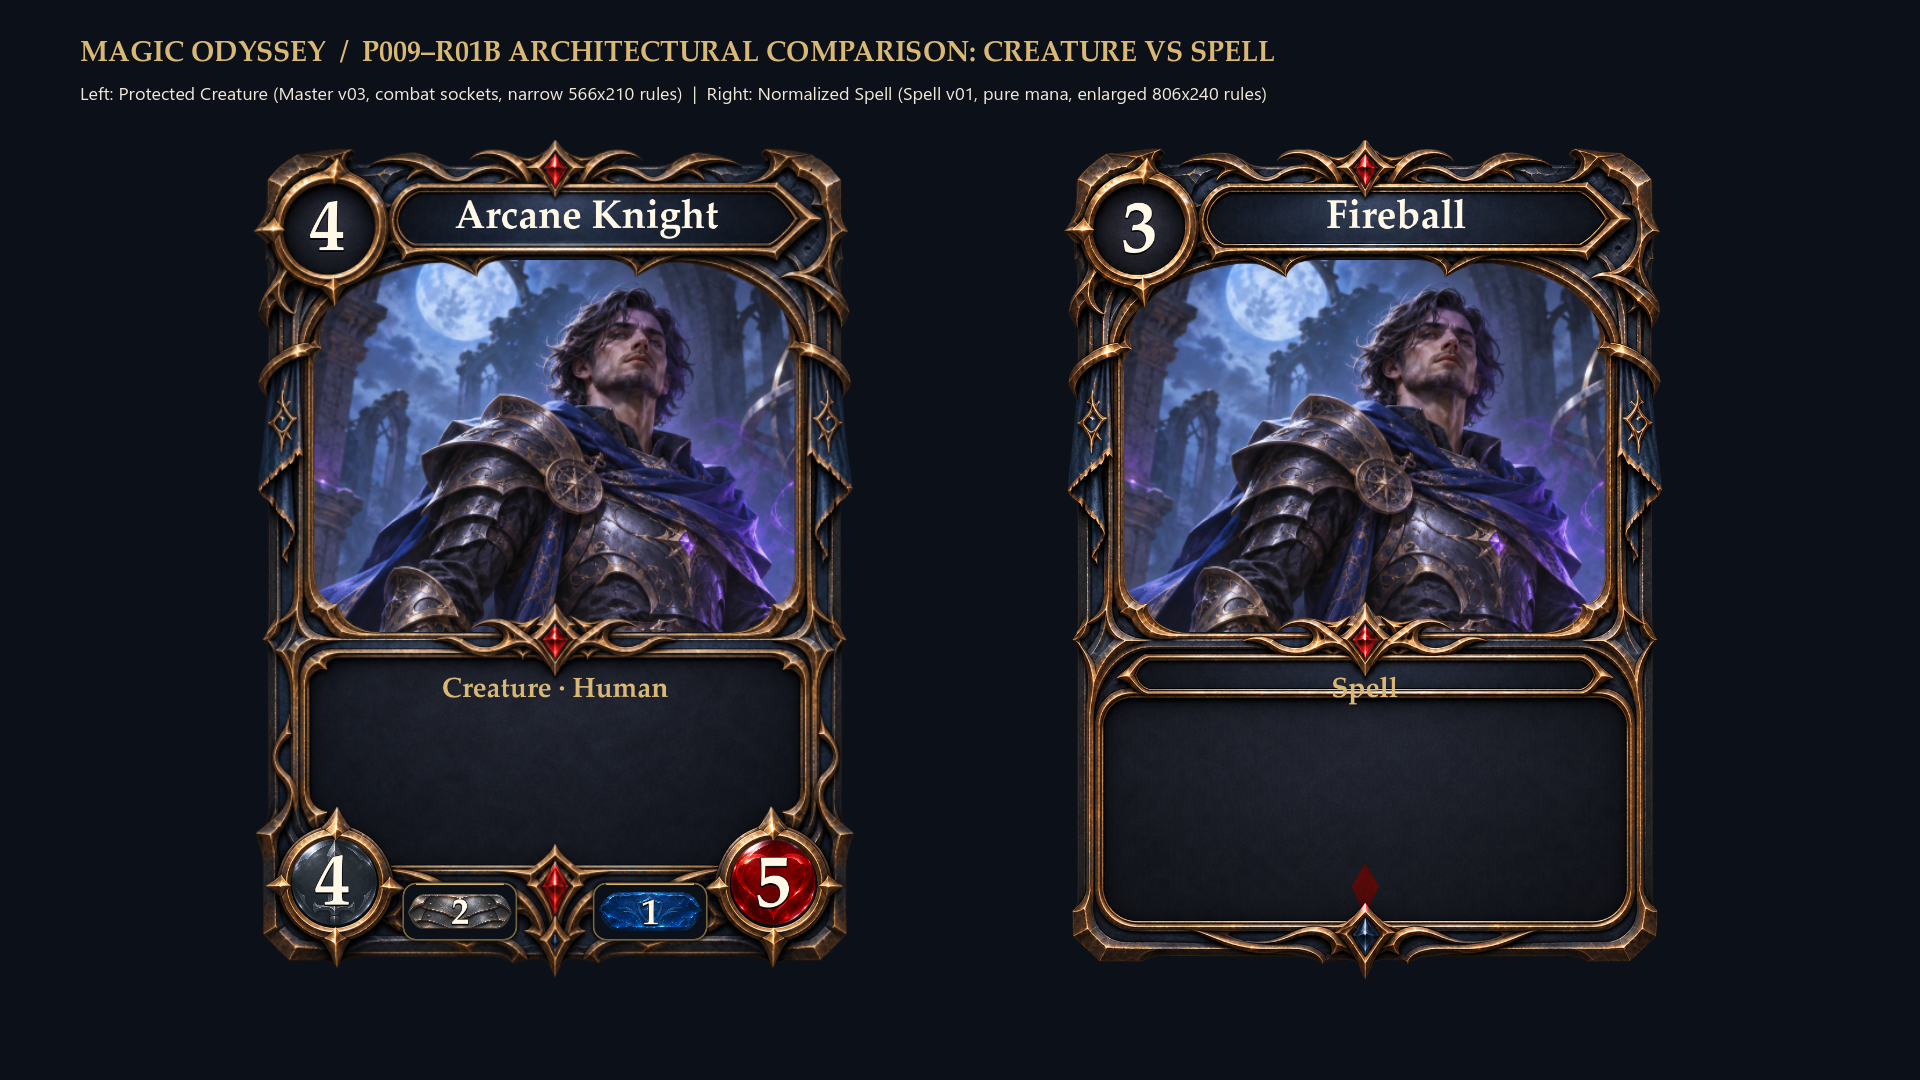 MAGIC ODYSSEY / P009–R01B ARCHITECTURAL COMPARISON: CREATURE VS SPELL
Left: Protected Creature (Master v03, combat sockets, narrow 566x210 rules) | Right: Normalized Spell (Spell v01, pure mana, enlarged 806x240 rules)
4
Arcane Knight
Creature · Human
4
2
1
5
3
Fireball
Spell